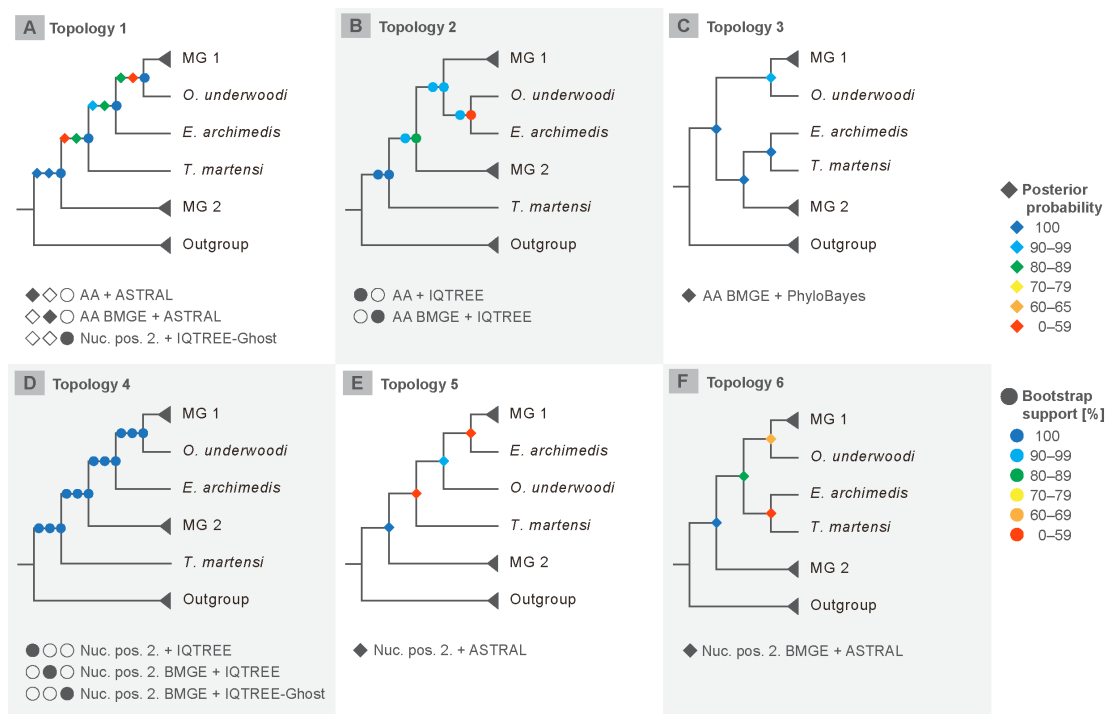 A Topology 1
MG 1
O. underwoodi
E. archimedis
T. martensi
MG 2
Outgroup
AA + ASTRAL
AA BMGE + ASTRAL
Nuc. pos. 2. + IQTREE-Ghost
B Topology 2
MG 1
O. underwoodi
E. archimedis
MG 2
T. martensi
Outgroup
AA + IQTREE
AA BMGE + IQTREE
C Topology 3
MG 1
O. underwoodi
E. archimedis
T. martensi
MG 2
Outgroup
AA BMGE + PhyloBayes
Posterior
probability
100
90–99
80–89
70–79
60–65
0–59
D Topology 4
MG 1
O. underwoodi
E. archimedis
MG 2
T. martensi
Outgroup
Nuc. pos. 2. + IQTREE
Nuc. pos. 2. BMGE + IQTREE
Nuc. pos. 2. BMGE + IQTREE-Ghost
E Topology 5
MG 1
E. archimedis
O. underwoodi
T. martensi
MG 2
Outgroup
Nuc. pos. 2. + ASTRAL
F Topology 6
MG 1
O. underwoodi
E. archimedis
T. martensi
MG 2
Outgroup
Nuc. pos. 2. BMGE + ASTRAL
Bootstrap
support [%]
100
90–99
80–89
70–79
60–69
0–59